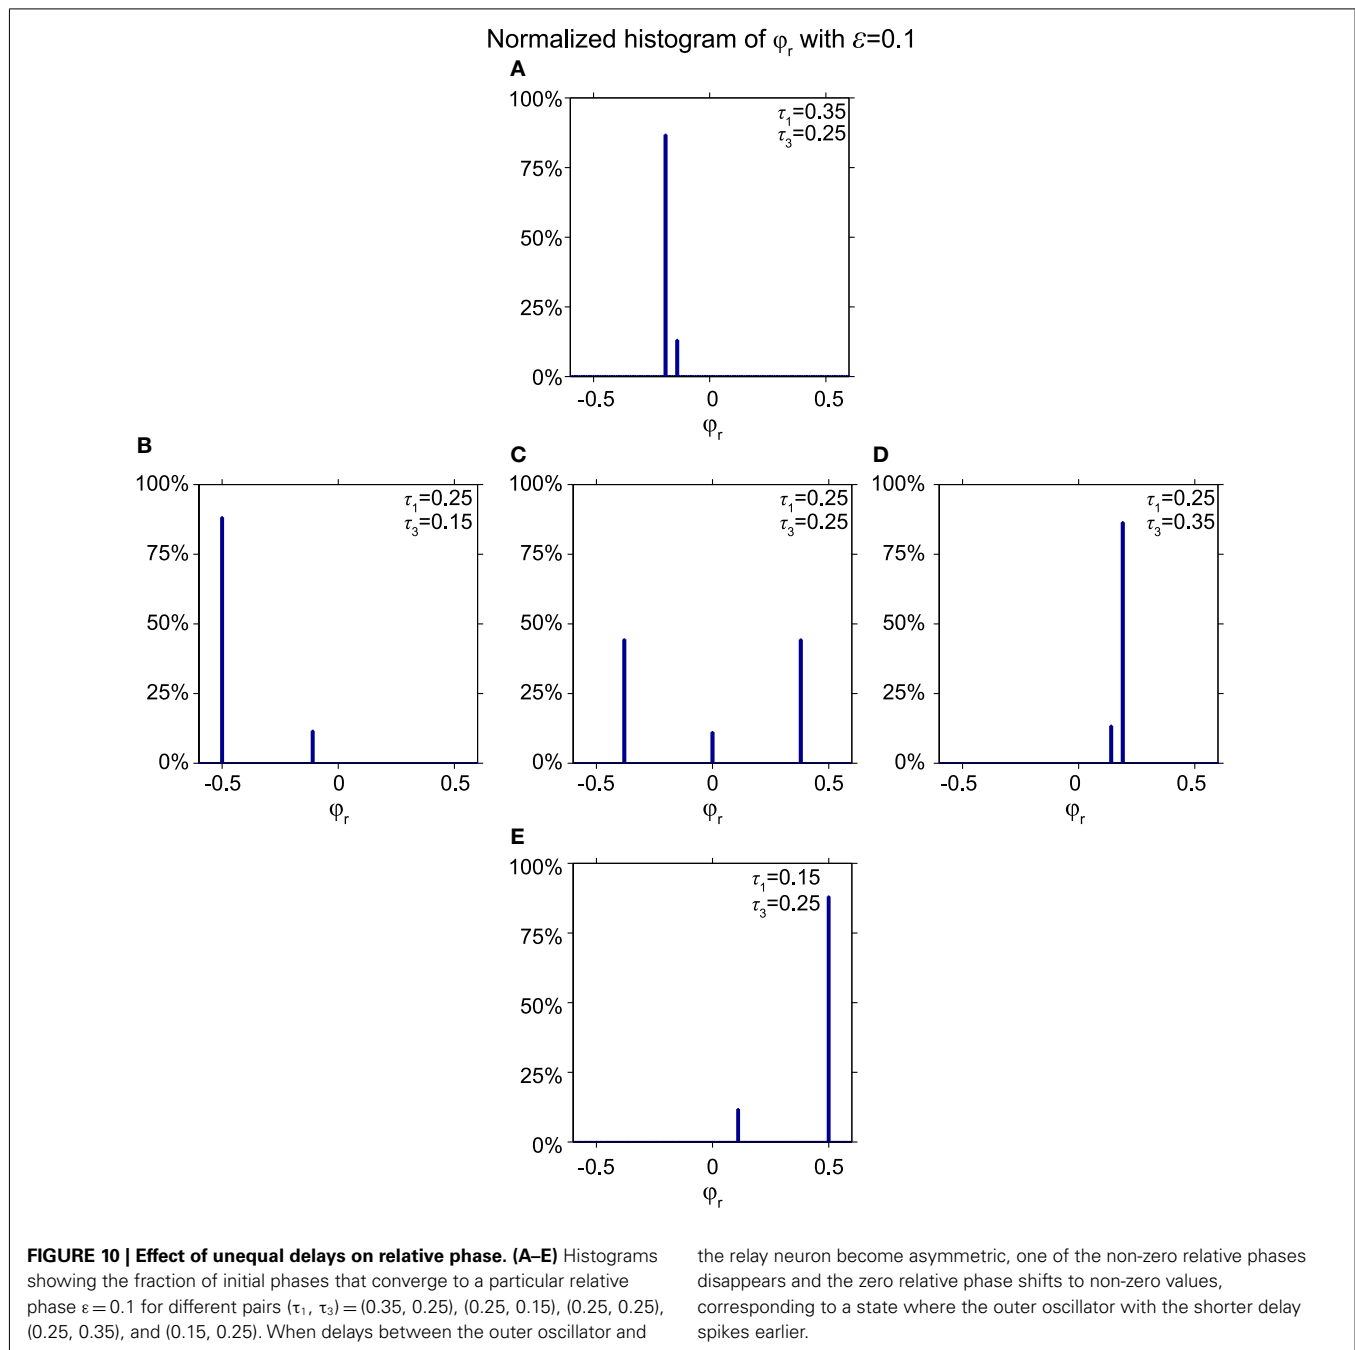 Normalized histogram of φr with ε=0.1
A
100%
75%
50%
25%
0%
τ1=0.35
τ3=0.25
-0.5 0 0.5
φr
B
100%
75%
50%
25%
0%
τ1=0.25
τ3=0.15
-0.5 0 0.5
φr
C
100%
75%
50%
25%
0%
τ1=0.25
τ3=0.25
-0.5 0 0.5
φr
D
100%
75%
50%
25%
0%
τ1=0.25
τ3=0.35
-0.5 0 0.5
φr
E
100%
75%
50%
25%
0%
τ1=0.15
τ3=0.25
-0.5 0 0.5
φr
FIGURE 10 | Effect of unequal delays on relative phase. (A–E) Histograms
showing the fraction of initial phases that converge to a particular relative
phase ε = 0.1 for different pairs (τ1, τ3) = (0.35, 0.25), (0.25, 0.15), (0.25, 0.25),
(0.25, 0.35), and (0.15, 0.25). When delays between the outer oscillator and
the relay neuron become asymmetric, one of the non-zero relative phases
disappears and the zero relative phase shifts to non-zero values,
corresponding to a state where the outer oscillator with the shorter delay
spikes earlier.